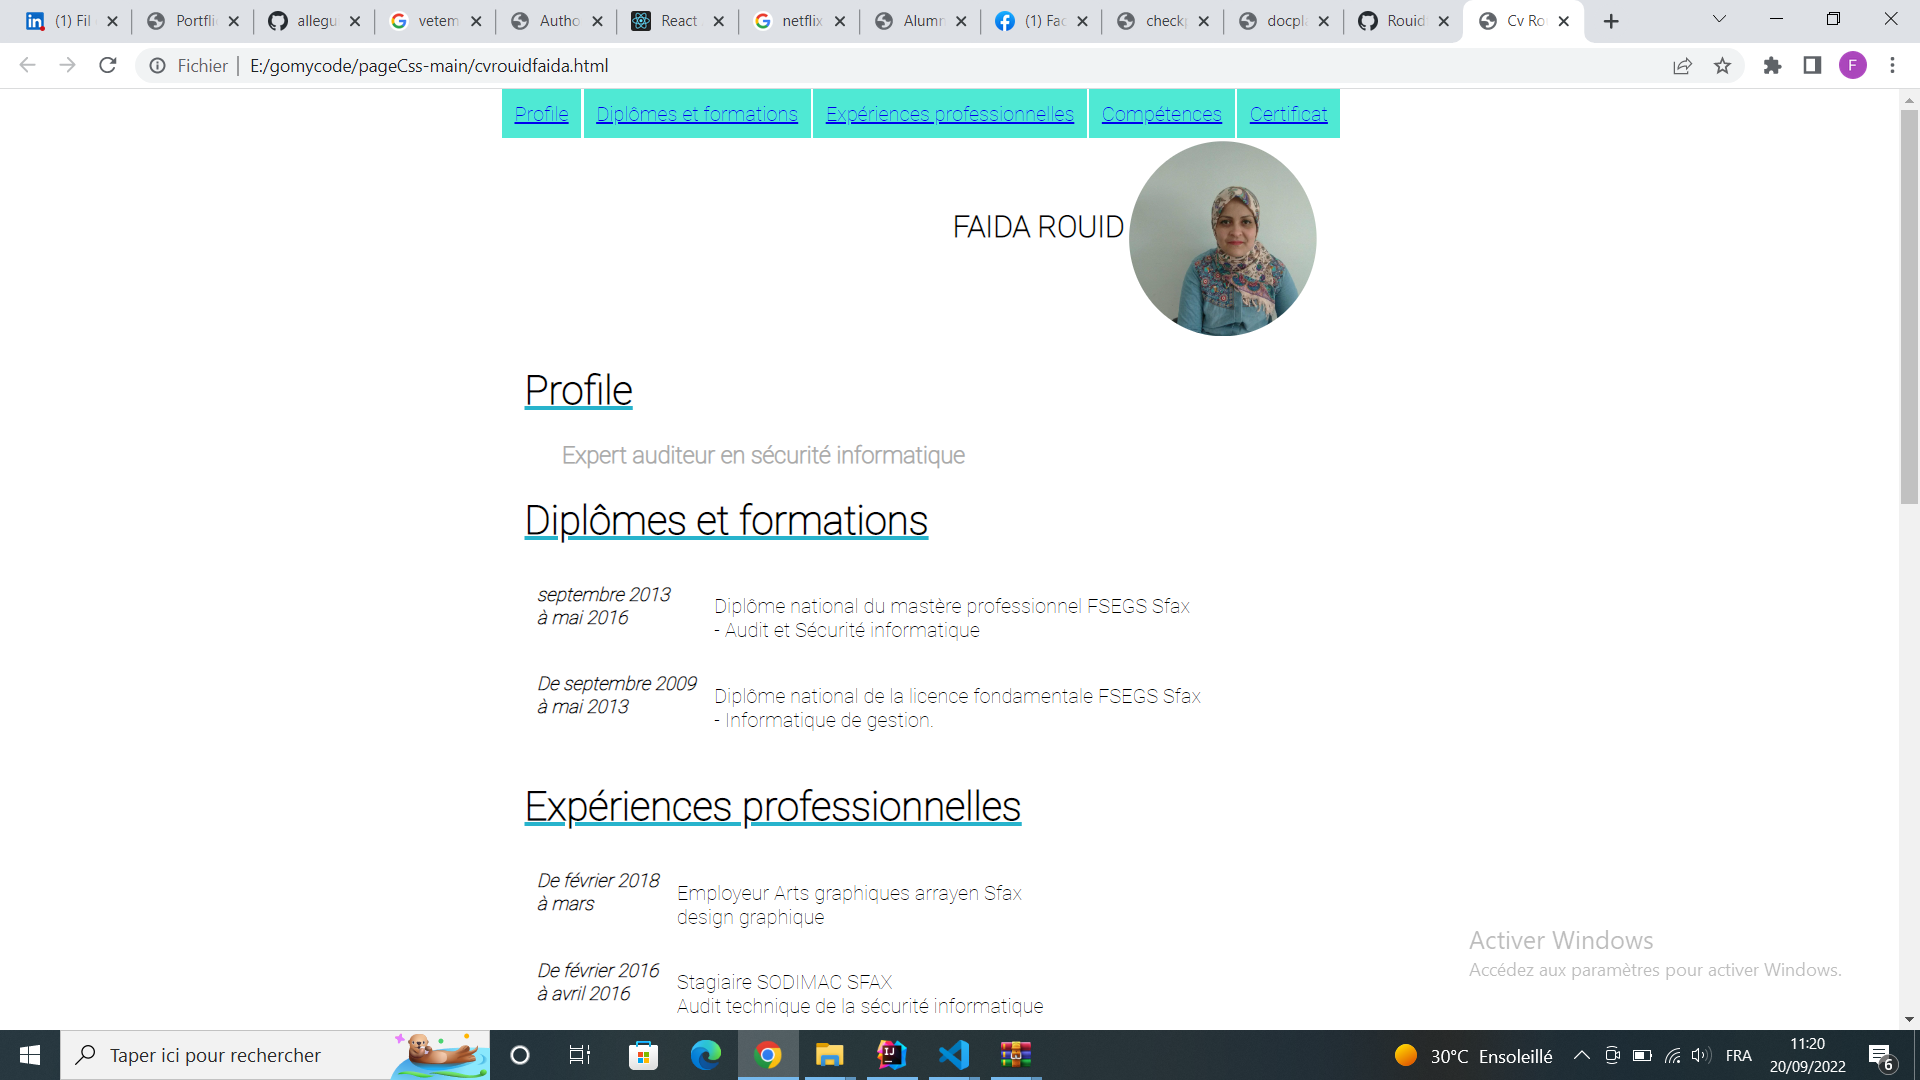 (1) Fil
Portfli
allegu
vetem
Autho
React
netflix
Alumn
(1) Fac
check
docpl
Rouid
Cv Ro
Fichier
E:/gomycode/pageCss-main/cvrouidfaida.html
F
Profile
Diplômes et formations
Expériences professionnelles
Compétences
Certificat
FAIDA ROUID
Profile
Expert auditeur en sécurité informatique
Diplômes et formations
septembre 2013
à mai 2016
Diplôme national du mastère professionnel FSEGS Sfax
- Audit et Sécurité informatique
De septembre 2009
à mai 2013
Diplôme national de la licence fondamentale FSEGS Sfax
- Informatique de gestion.
Expériences professionnelles
De février 2018
à mars
Employeur Arts graphiques arrayen Sfax
design graphique
De février 2016
à avril 2016
Stagiaire SODIMAC SFAX
Audit technique de la sécurité informatique
Activer Windows
Accédez aux paramètres pour activer Windows.
Taper ici pour rechercher
30°C Ensoleillé
FRA
11:20
20/09/2022
6